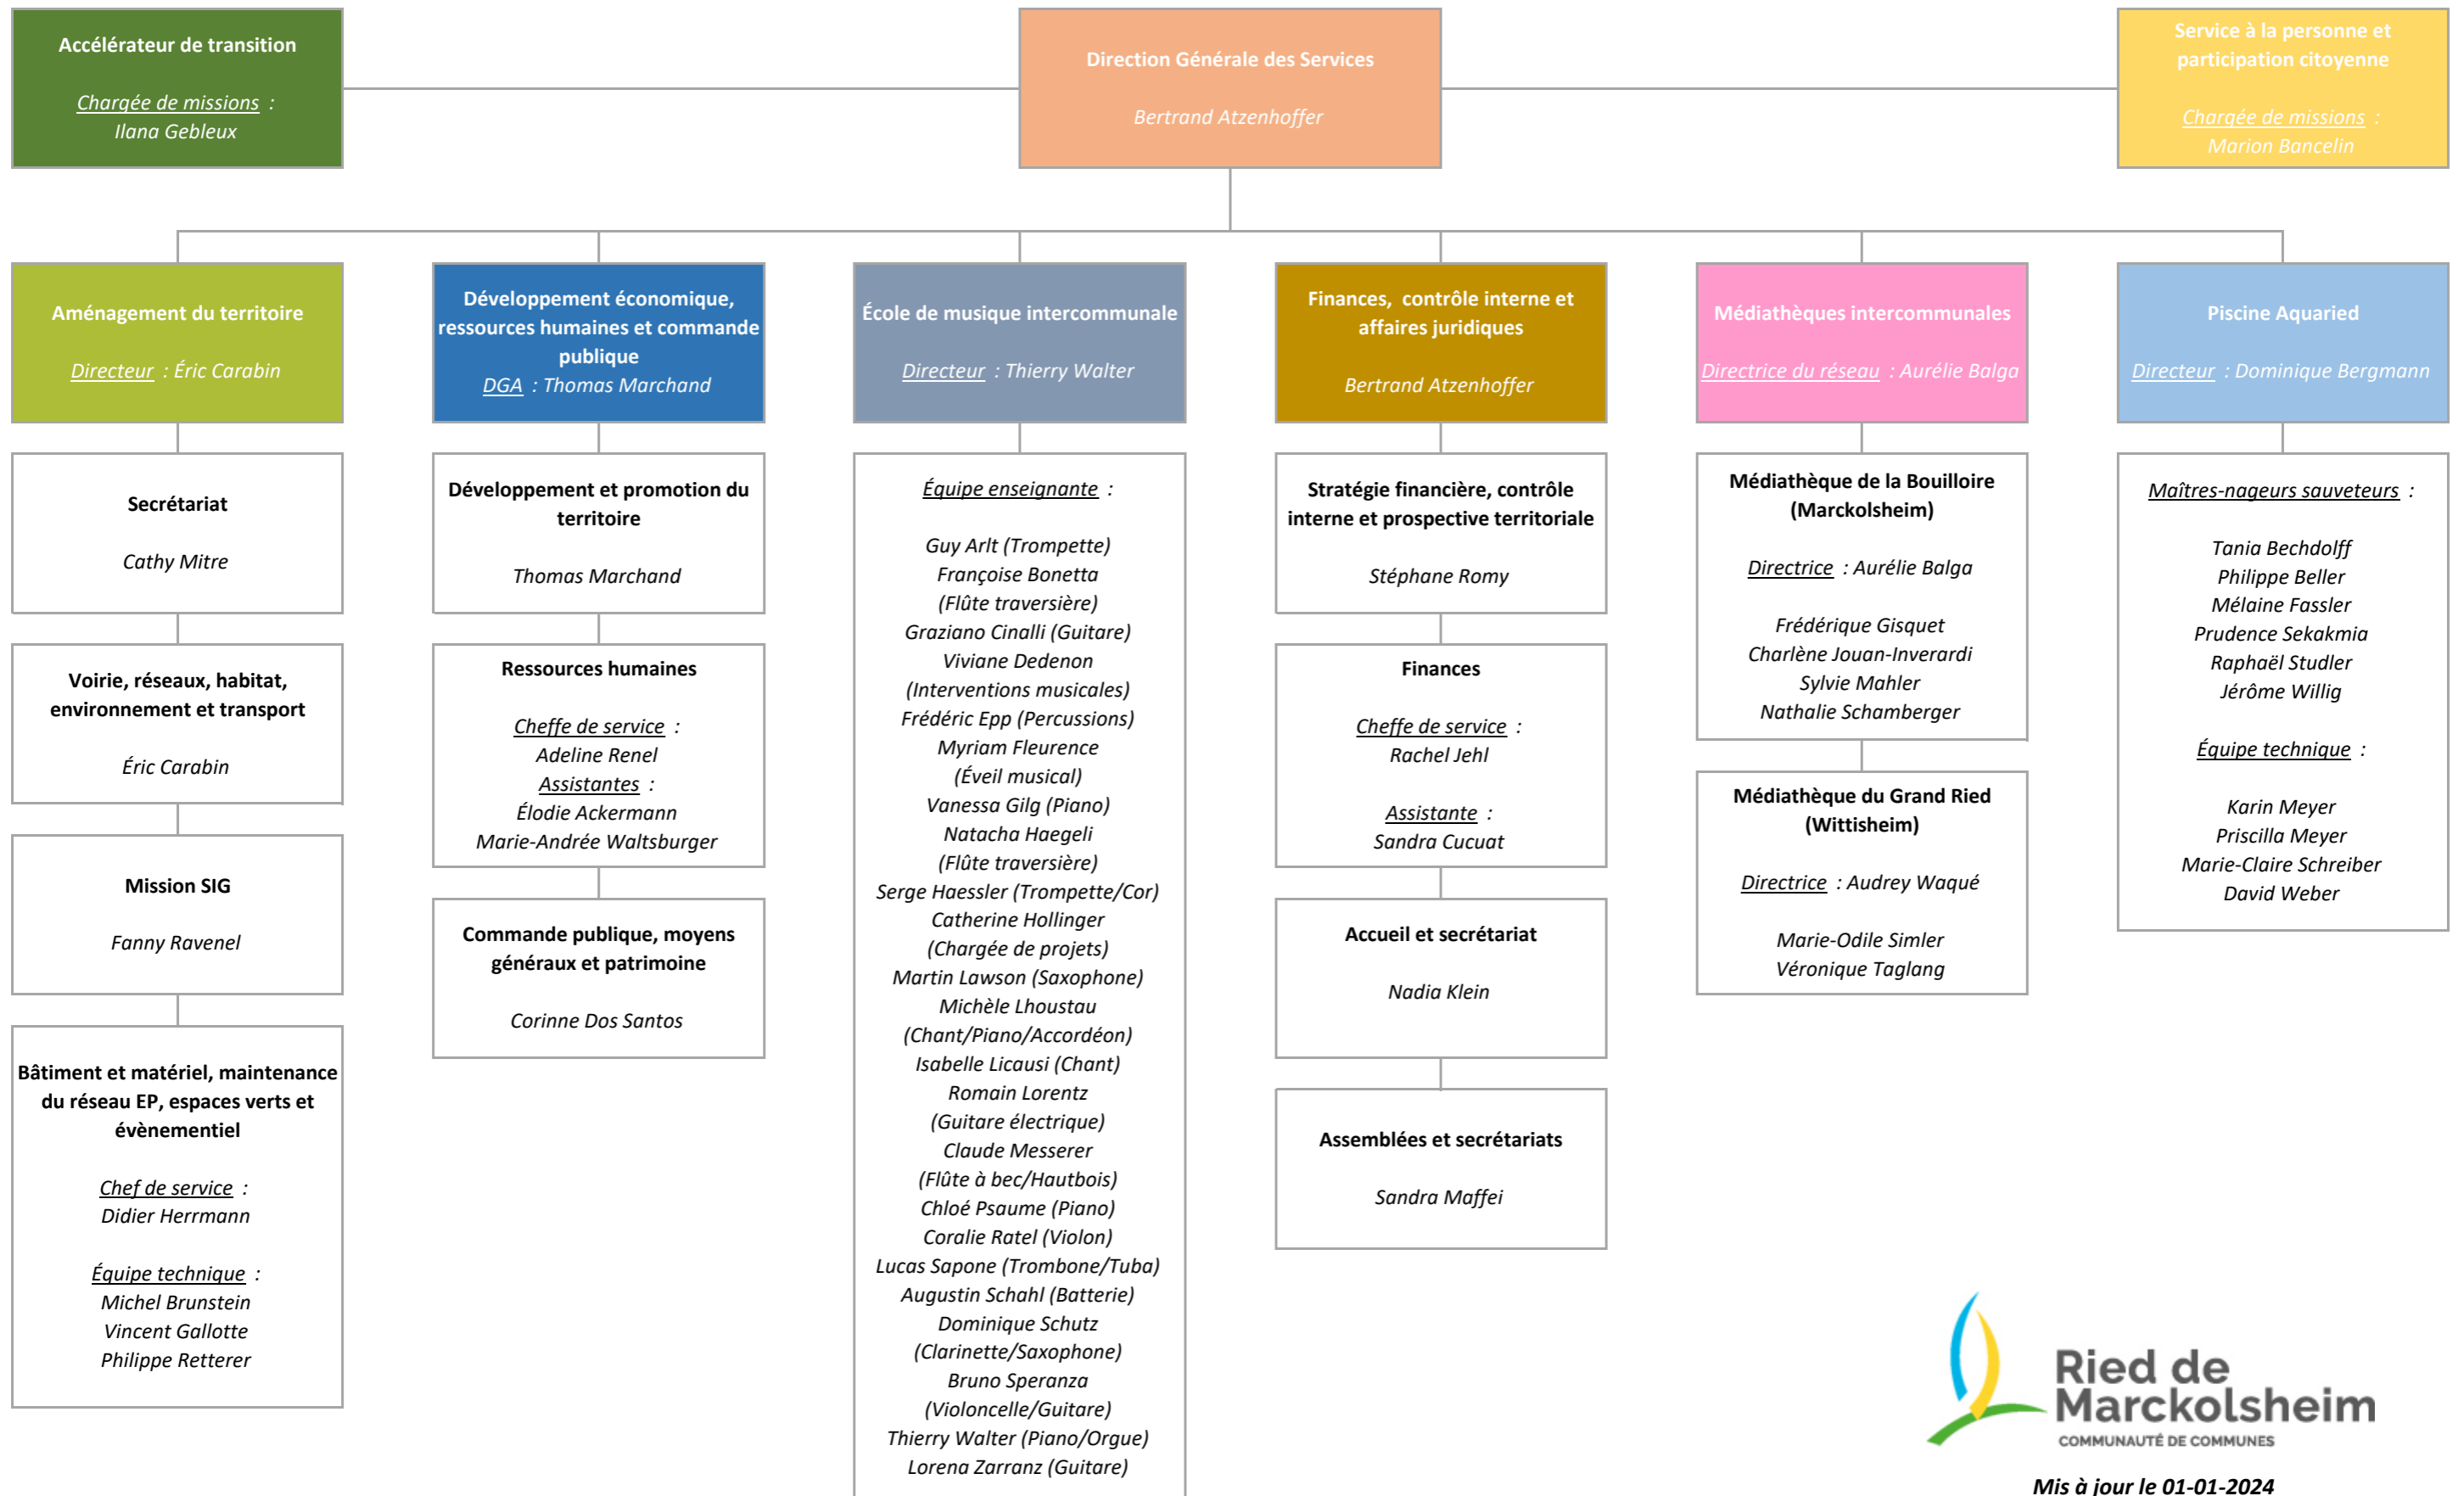 Accélérateur de transition
Chargée de missions :
Ilana Gebleux
Direction Générale des Services
Bertrand Atzenhoffer
Service à la personne et
participation citoyenne
Chargée de missions :
Marion Bancelin
Aménagement du territoire
Directeur : Éric Carabin
Secrétariat
Cathy Mitre
Voirie, réseaux, habitat,
environnement et transport
Éric Carabin
Mission SIG
Fanny Ravenel
Bâtiment et matériel, maintenance
du réseau EP, espaces verts et
évènementiel
Chef de service :
Didier Herrmann
Équipe technique :
Michel Brunstein
Vincent Gallotte
Philippe Retterer
Développement économique,
ressources humaines et commande
publique
DGA : Thomas Marchand
Développement et promotion du
territoire
Thomas Marchand
Ressources humaines
Cheffe de service :
Adeline Renel
Assistantes :
Élodie Ackermann
Marie-Andrée Waltsburger
Commande publique, moyens
généraux et patrimoine
Corinne Dos Santos
École de musique intercommunale
Directeur : Thierry Walter
Équipe enseignante :
Guy Arlt (Trompette)
Françoise Bonetta
(Flûte traversière)
Graziano Cinalli (Guitare)
Viviane Dedenon
(Interventions musicales)
Frédéric Epp (Percussions)
Myriam Fleurence
(Éveil musical)
Vanessa Gilg (Piano)
Natacha Haegeli
(Flûte traversière)
Serge Haessler (Trompette/Cor)
Catherine Hollinger
(Chargée de projets)
Martin Lawson (Saxophone)
Michèle Lhoustau
(Chant/Piano/Accordéon)
Isabelle Licausi (Chant)
Romain Lorentz
(Guitare électrique)
Claude Messerer
(Flûte à bec/Hautbois)
Chloé Psaume (Piano)
Coralie Ratel (Violon)
Lucas Sapone (Trombone/Tuba)
Augustin Schahl (Batterie)
Dominique Schutz
(Clarinette/Saxophone)
Bruno Speranza
(Violoncelle/Guitare)
Thierry Walter (Piano/Orgue)
Lorena Zarranz (Guitare)
Finances, contrôle interne et
affaires juridiques
Bertrand Atzenhoffer
Stratégie financière, contrôle
interne et prospective territoriale
Stéphane Romy
Finances
Cheffe de service :
Rachel Jehl
Assistante :
Sandra Cucuat
Accueil et secrétariat
Nadia Klein
Assemblées et secrétariats
Sandra Maffei
Médiathèques intercommunales
Directrice du réseau : Aurélie Balga
Médiathèque de la Bouilloire
(Marckolsheim)
Directrice : Aurélie Balga
Frédérique Gisquet
Charlène Jouan-Inverardi
Sylvie Mahler
Nathalie Schamberger
Médiathèque du Grand Ried
(Wittisheim)
Directrice : Audrey Waqué
Marie-Odile Simler
Véronique Taglang
Piscine Aquaried
Directeur : Dominique Bergmann
Maîtres-nageurs sauveteurs :
Tania Bechdolff
Philippe Beller
Mélaine Fassler
Prudence Sekakmia
Raphaël Studler
Jérôme Willig
Équipe technique :
Karin Meyer
Priscilla Meyer
Marie-Claire Schreiber
David Weber
Ried de
Marckolsheim
COMMUNAUTÉ DE COMMUNES
Mis à jour le 01-01-2024